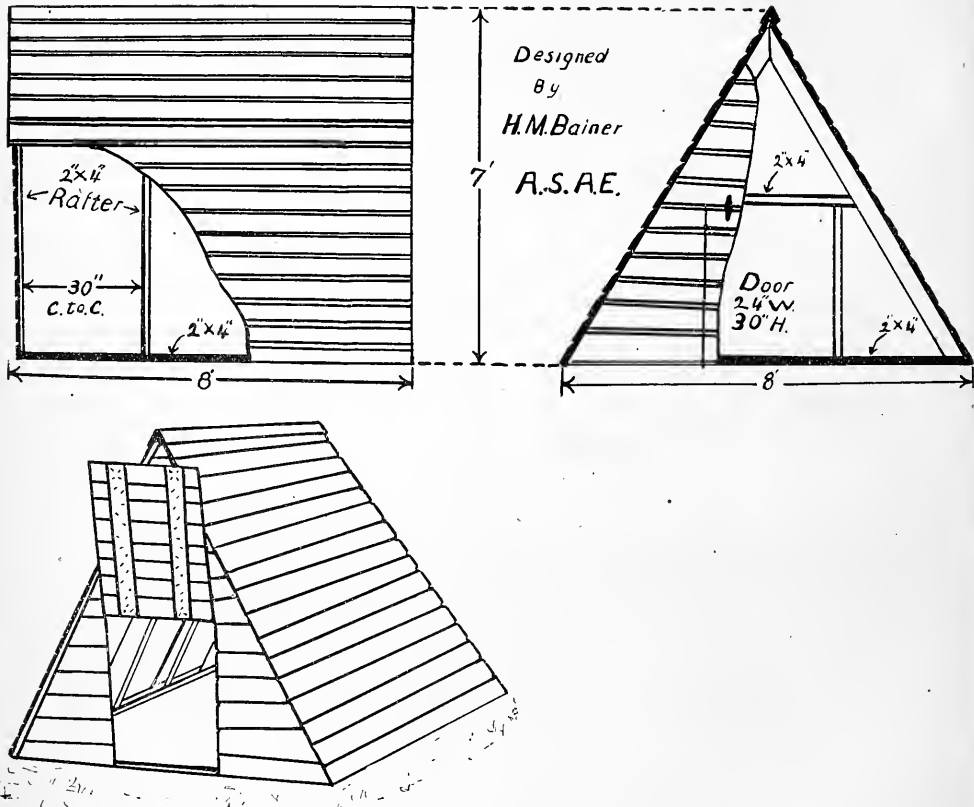 2"x4"
Rafter
30"
C. to. C.
2"x4"
8'
7'
Designed
By
H.M.Bainer
A.S.A.E.
2"x4"
Door
24"W.
30"H.
2"x4"
8'